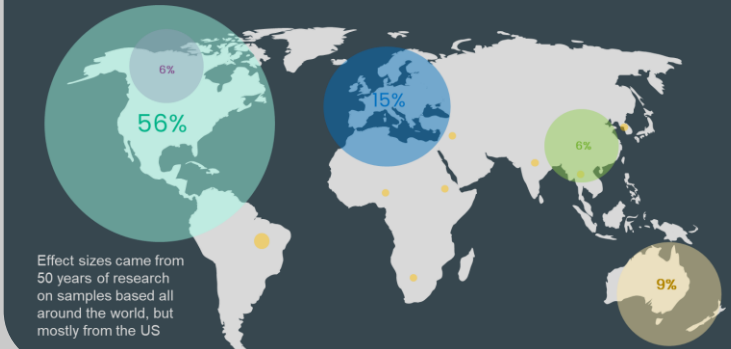 6%
56%
15%
6%
9%
Effect sizes came from
50 years of research
on samples based all
around the world, but
mostly from the US